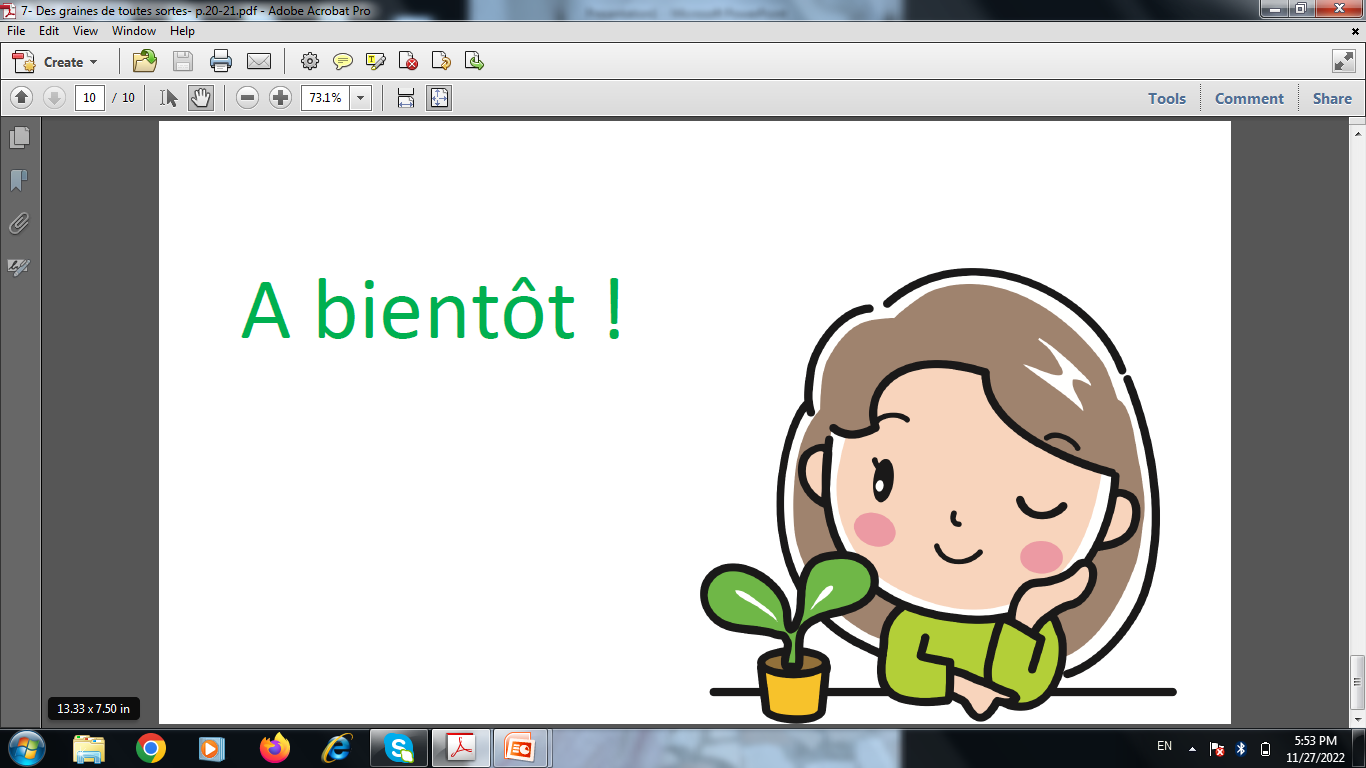 7- Des graines de toutes sortes- p.20-21.pdf - Adobe Acrobat Pro
File Edit View Window Help
Create
10 / 10 73.1% Tools Comment Share
A bientôt !
13.33 x 7.50 in
EN 5:53 PM
11/27/2022